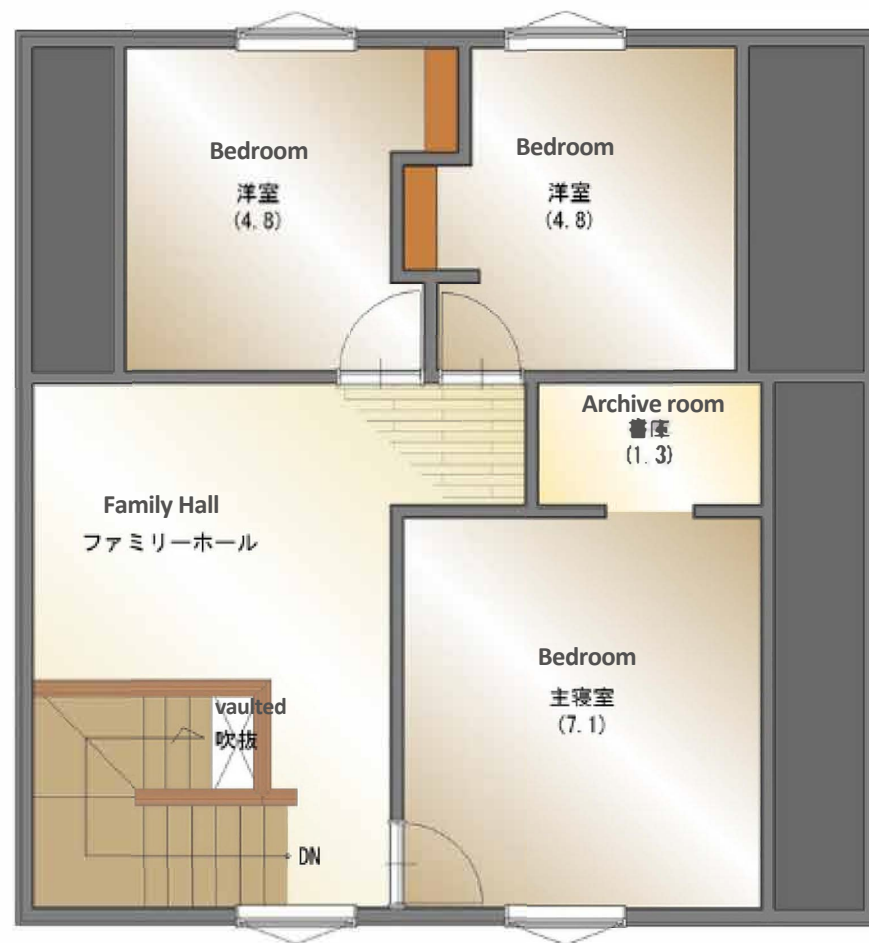 Bedroom
洋室
(4.8)
Bedroom
洋室
(4.8)
Archive room
書庫
(1.3)
Family Hall
ファミリーホール
Bedroom
主寝室
(7.1)
vaulted
吹抜
DN